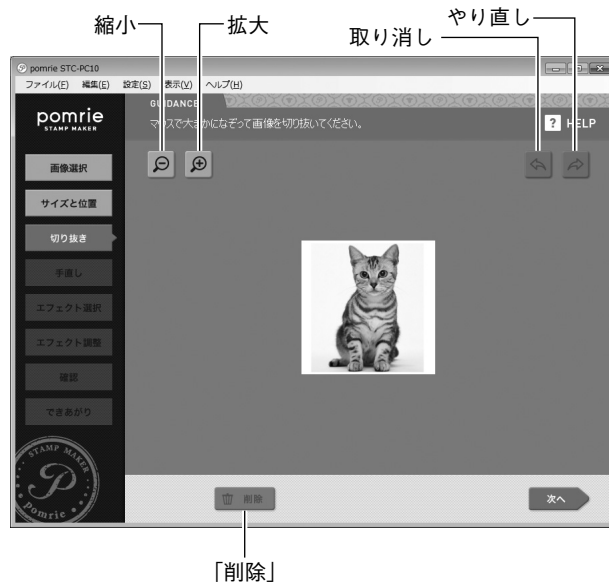 縮小
拡大
取り消し
やり直し
pomrie STC-PC10
ファイル(F) 編集(E) 設定(S) 表示(V) ヘルプ(H)
GUIDANCE
マウスで大まかになぞって画像を切り抜いてください。
? HELP
pomrie
STAMP MAKER
画像選択
サイズと位置
切り抜き
手直し
エフェクト選択
エフェクト調整
確認
できあがり
STAMP MAKER
P
pomrie
削除
次へ
「削除」